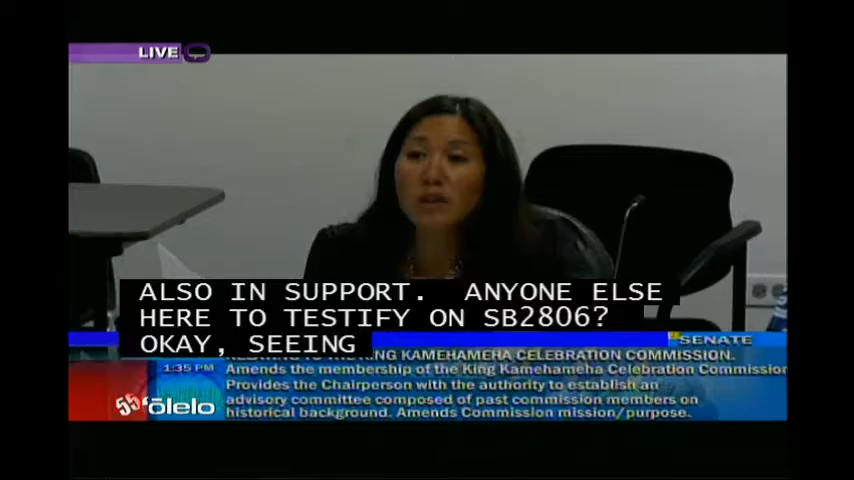 LIVE
ALSO IN SUPPORT. ANYONE ELSE
HERE TO TESTIFY ON SB2806?
OKAY, SEEING
SENATE
KING KAMEHAMEHA CELEBRATION COMMISSION.
1:35 PM
Amends the membership of the King Kamehameha Celebration Commission
Provides the Chairperson with the authority to establish an
advisory committee composed of past commission members on
historical background. Amends Commission mission/purpose.
55 'ōlelo